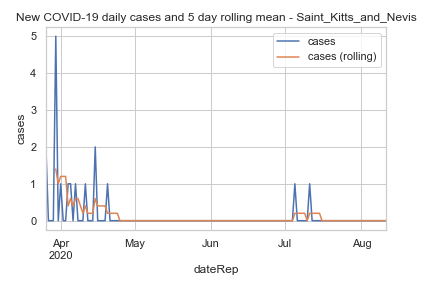 New COVID-19 daily cases and 5 day rolling mean - Saint_Kitts_and_Nevis
cases
cases (rolling)
5
4
3
2
1
0
cases
Apr
2020
May
Jun
Jul
Aug
dateRep